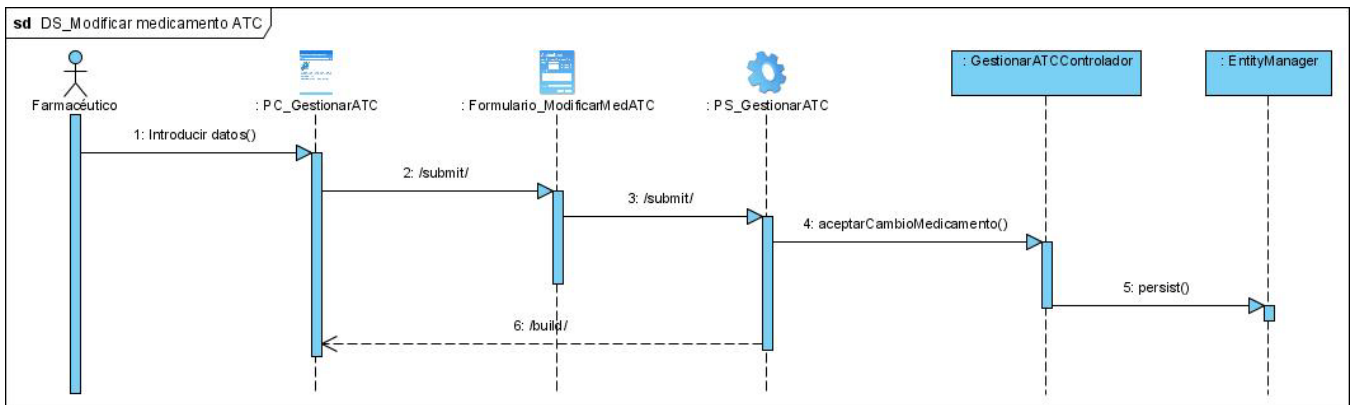 sd DS_Modificar medicamento ATC
Farmacéutico
: PC_GestionarATC
: Formulario_ModificarMedATC
: PS_GestionarATC
: GestionarATCControlador
: EntityManager
1: Introducir datos()
2: /submit/
3: /submit/
4: aceptarCambioMedicamento()
5: persist()
6: /build/